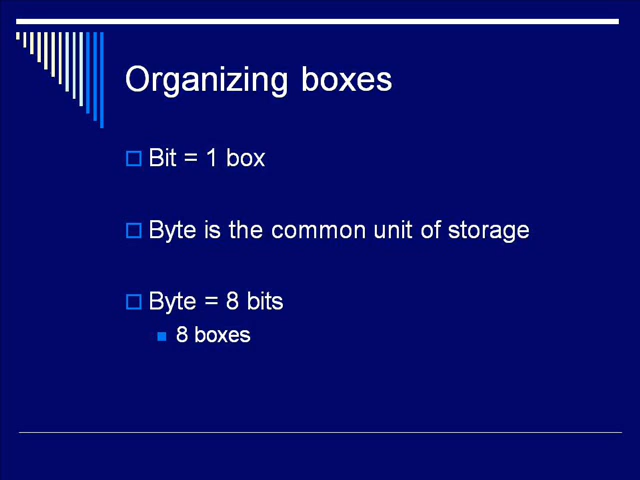 Organizing boxes
Bit = 1 box
Byte is the common unit of storage
Byte = 8 bits
8 boxes